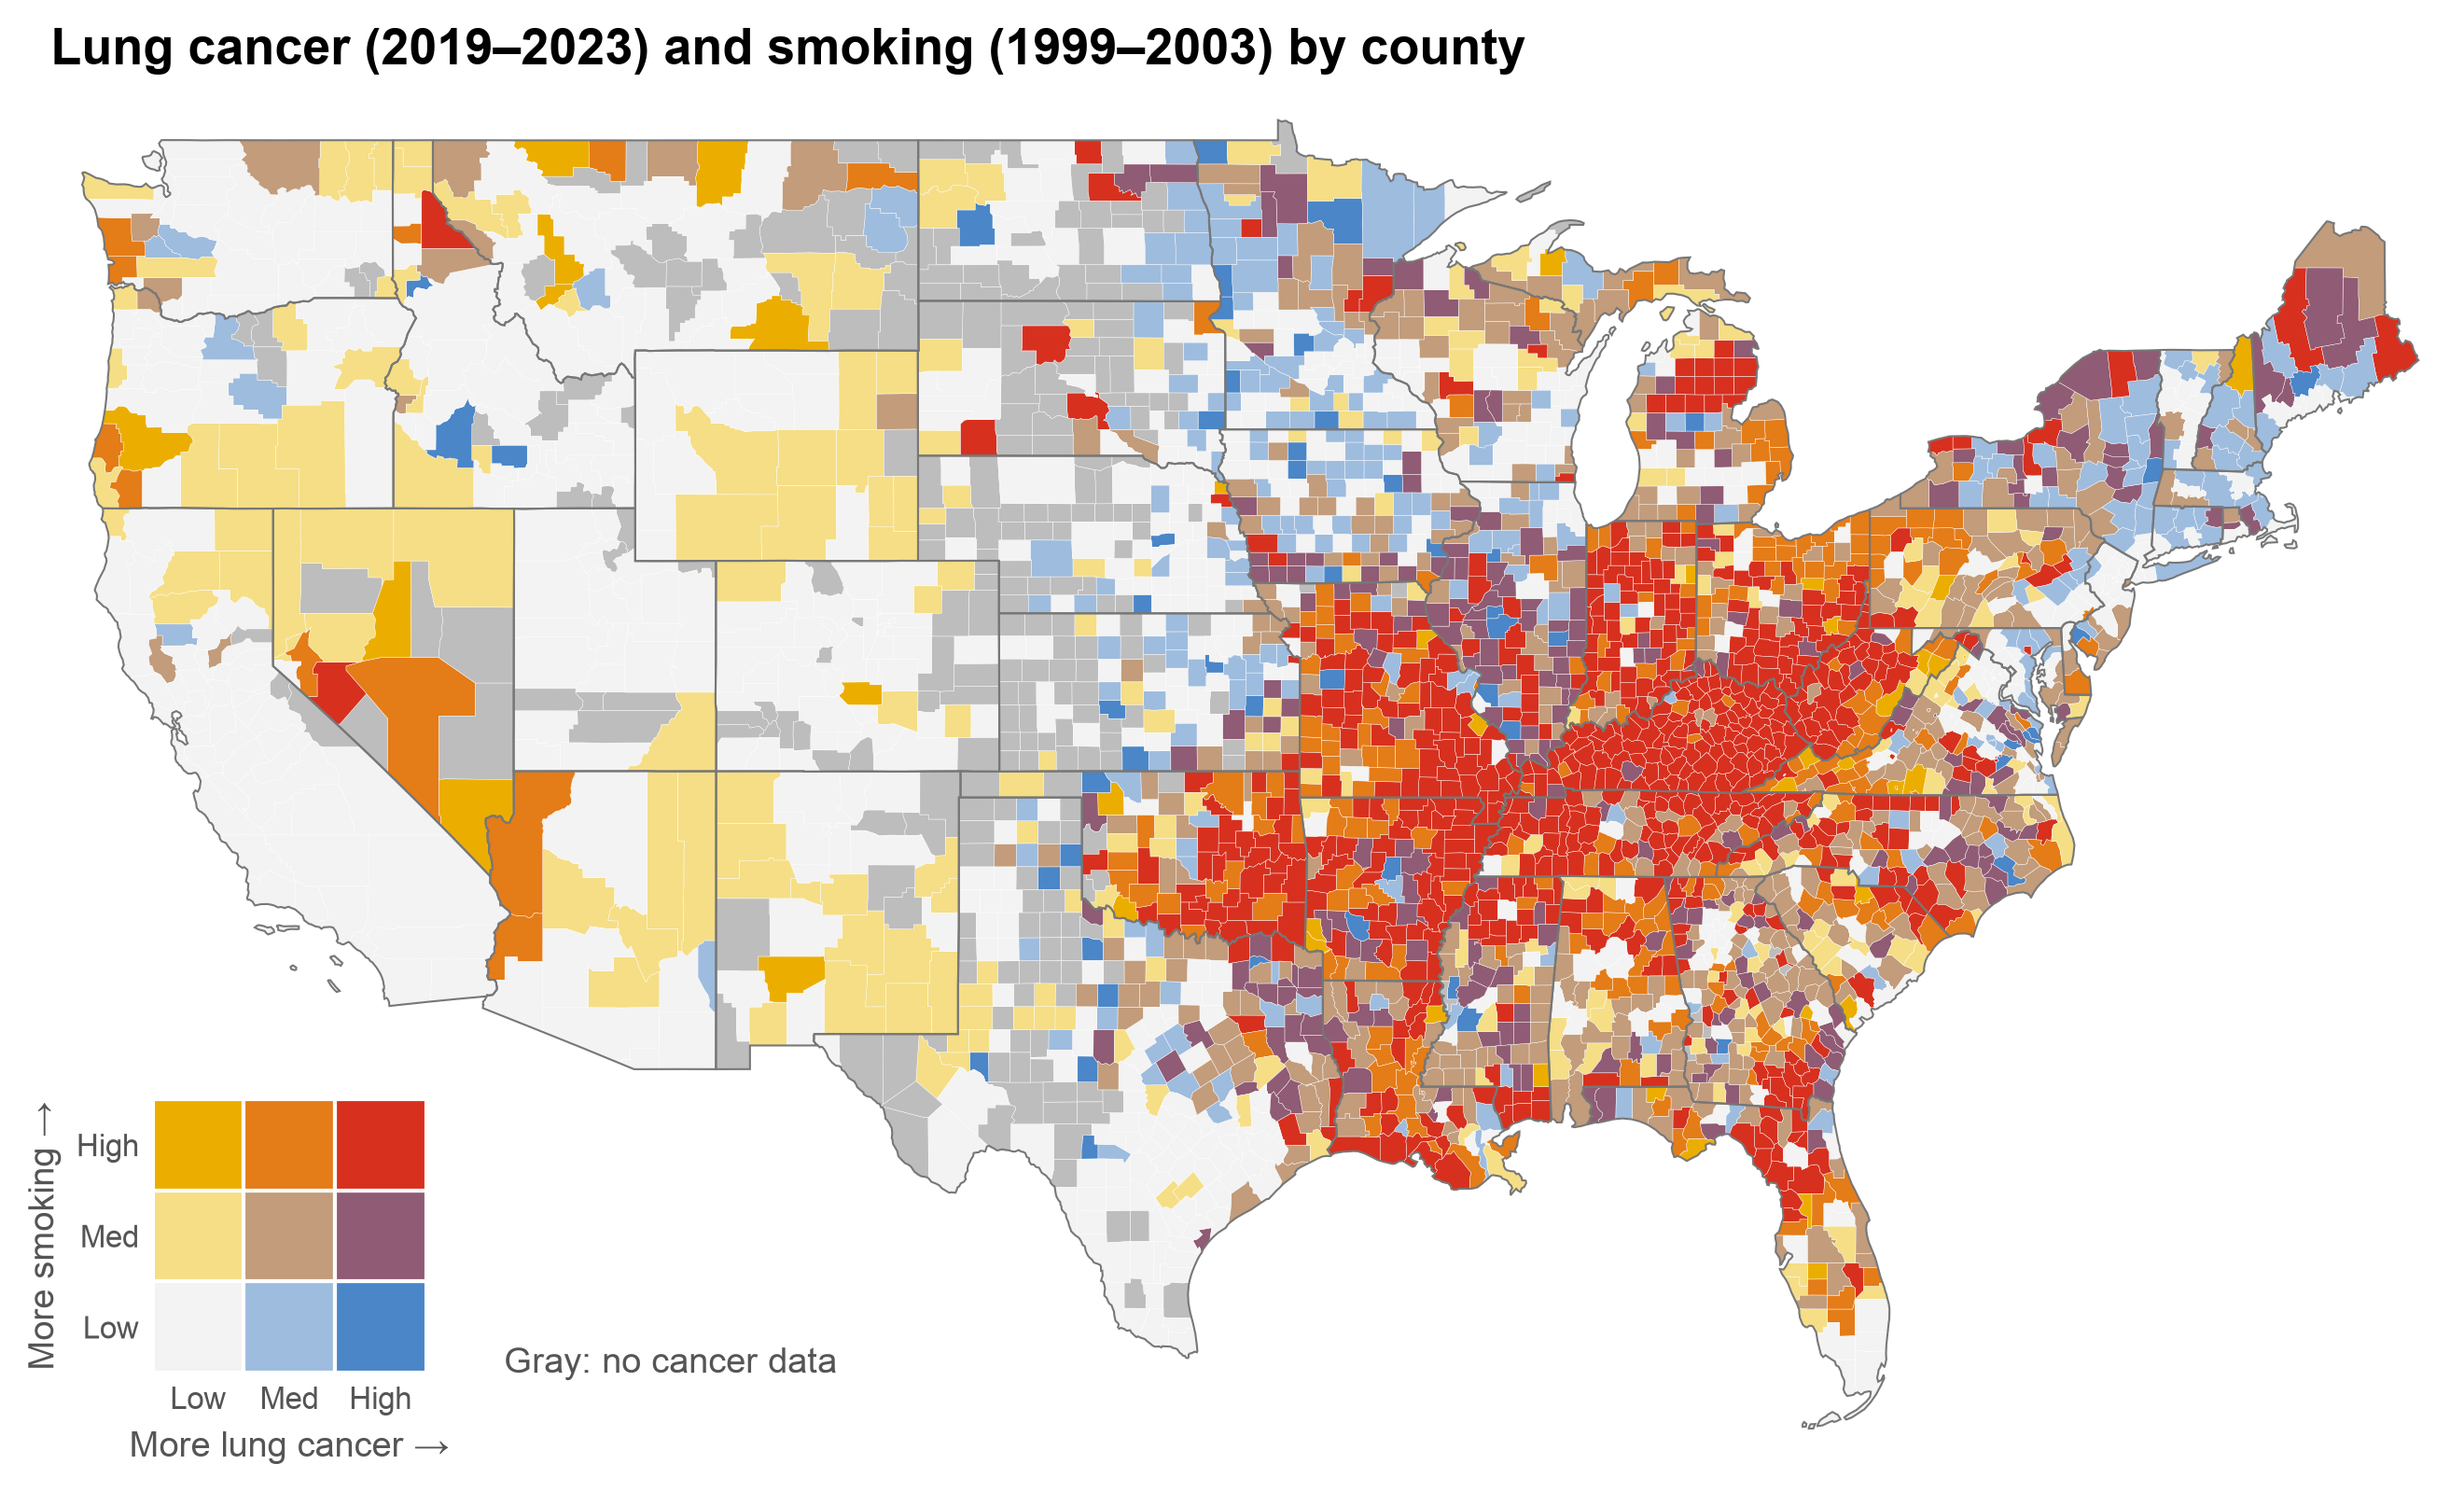 Lung cancer (2019–2023) and smoking (1999–2003) by county
More smoking →
High
Med
Low
Low Med High
More lung cancer →
Gray: no cancer data